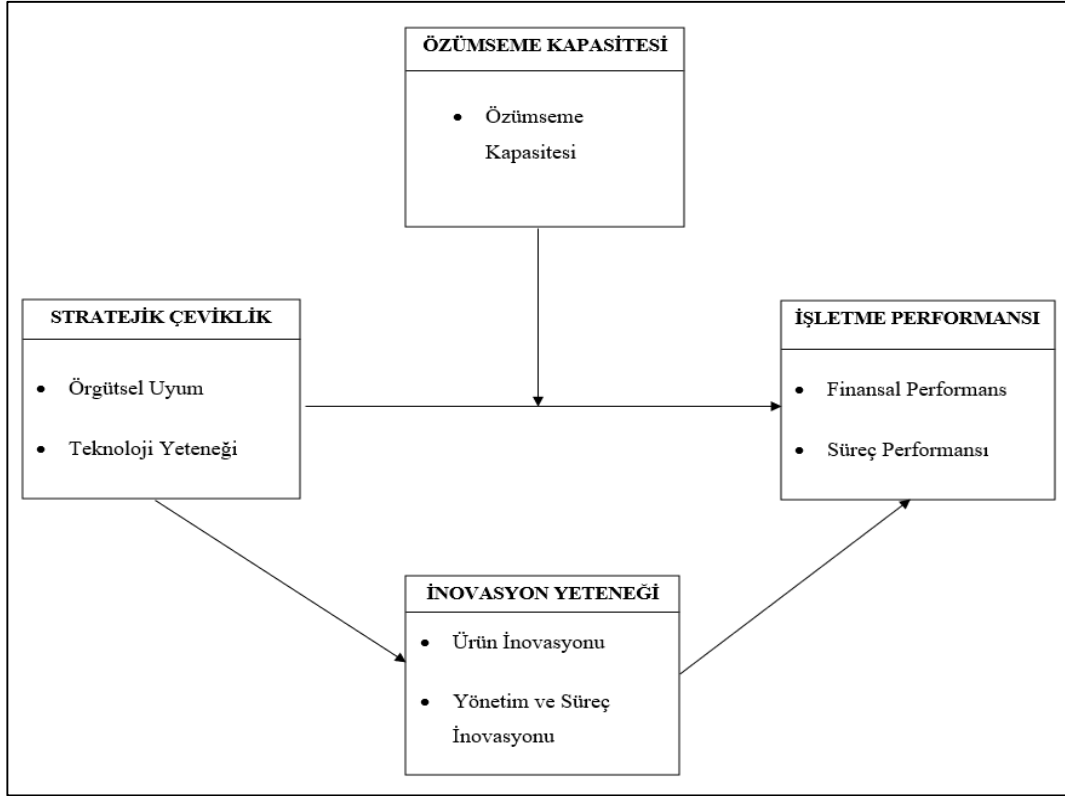 ÖZÜMSEME KAPASİTESİ
• Özümseme
Kapasitesi
STRATEJİK ÇEVİKLİK
• Örgütsel Uyum
• Teknoloji Yeteneği
İŞLETME PERFORMANSI
• Finansal Performans
• Süreç Performansı
İNOVASYON YETENEĞİ
• Ürün İnovasyonu
• Yönetim ve Süreç
İnovasyonu